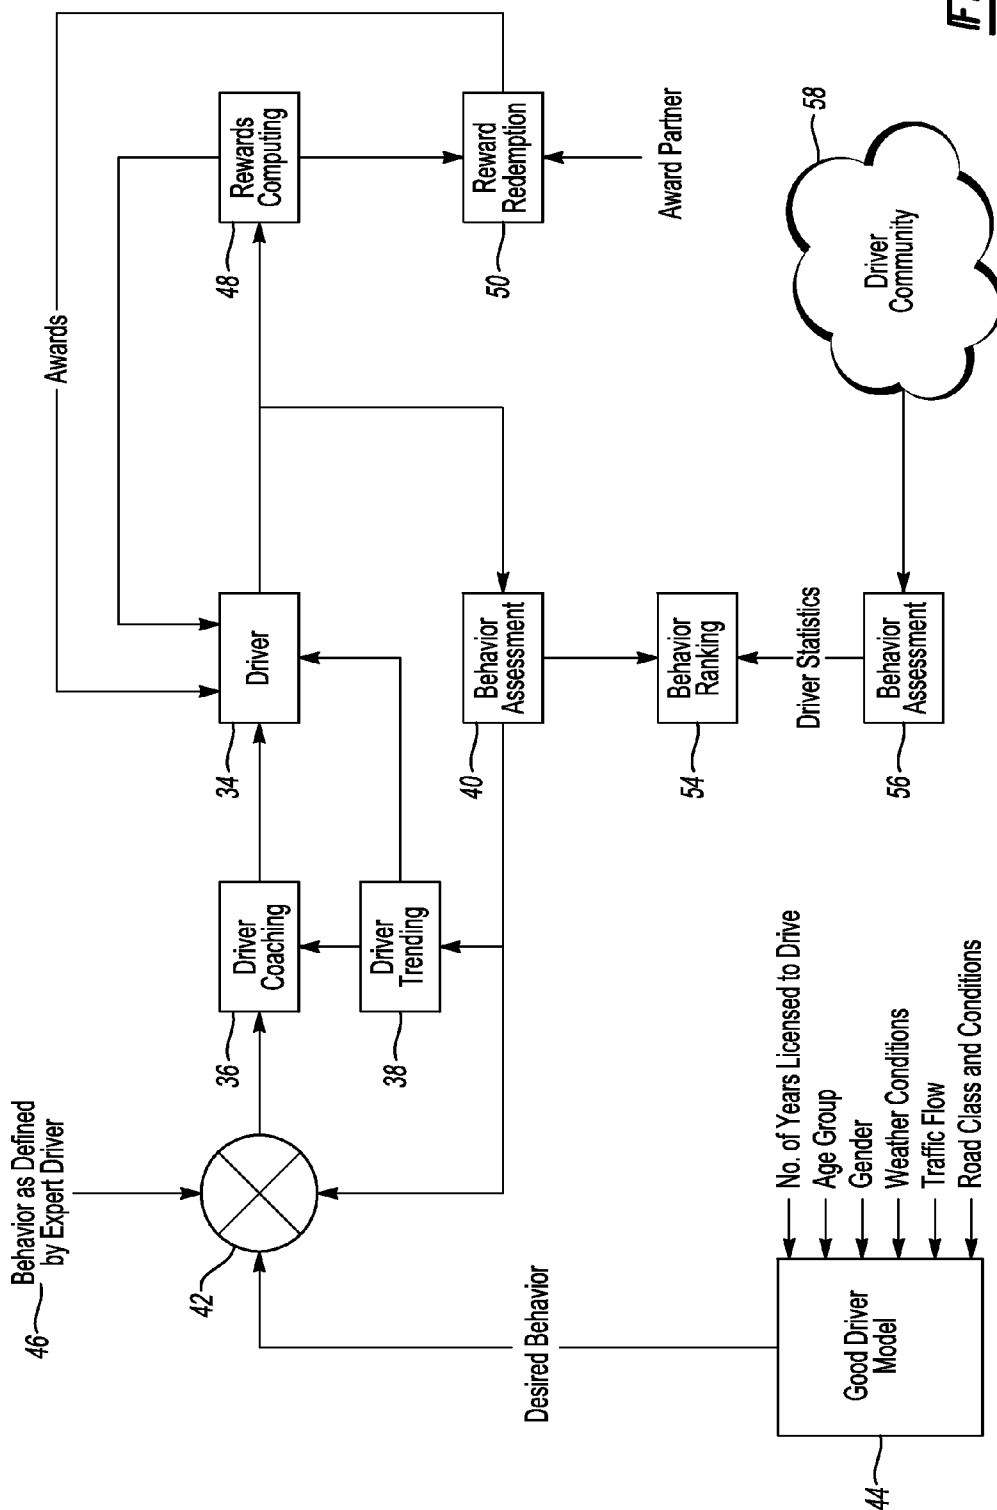 46
Behavior as Defined
by Expert Driver
42
36
Driver
Coaching
34
Driver
48
Rewards
Computing
Awards
38
Driver
Trending
40
Behavior
Assessment
50
Reward
Redemption
Award Partner
Desired Behavior
54
Behavior
Ranking
Driver Statistics
56
Behavior
Assessment
58
Driver
Community
44
Good Driver
Model
No. of Years Licensed to Drive
Age Group
Gender
Weather Conditions
Traffic Flow
Road Class and Conditions